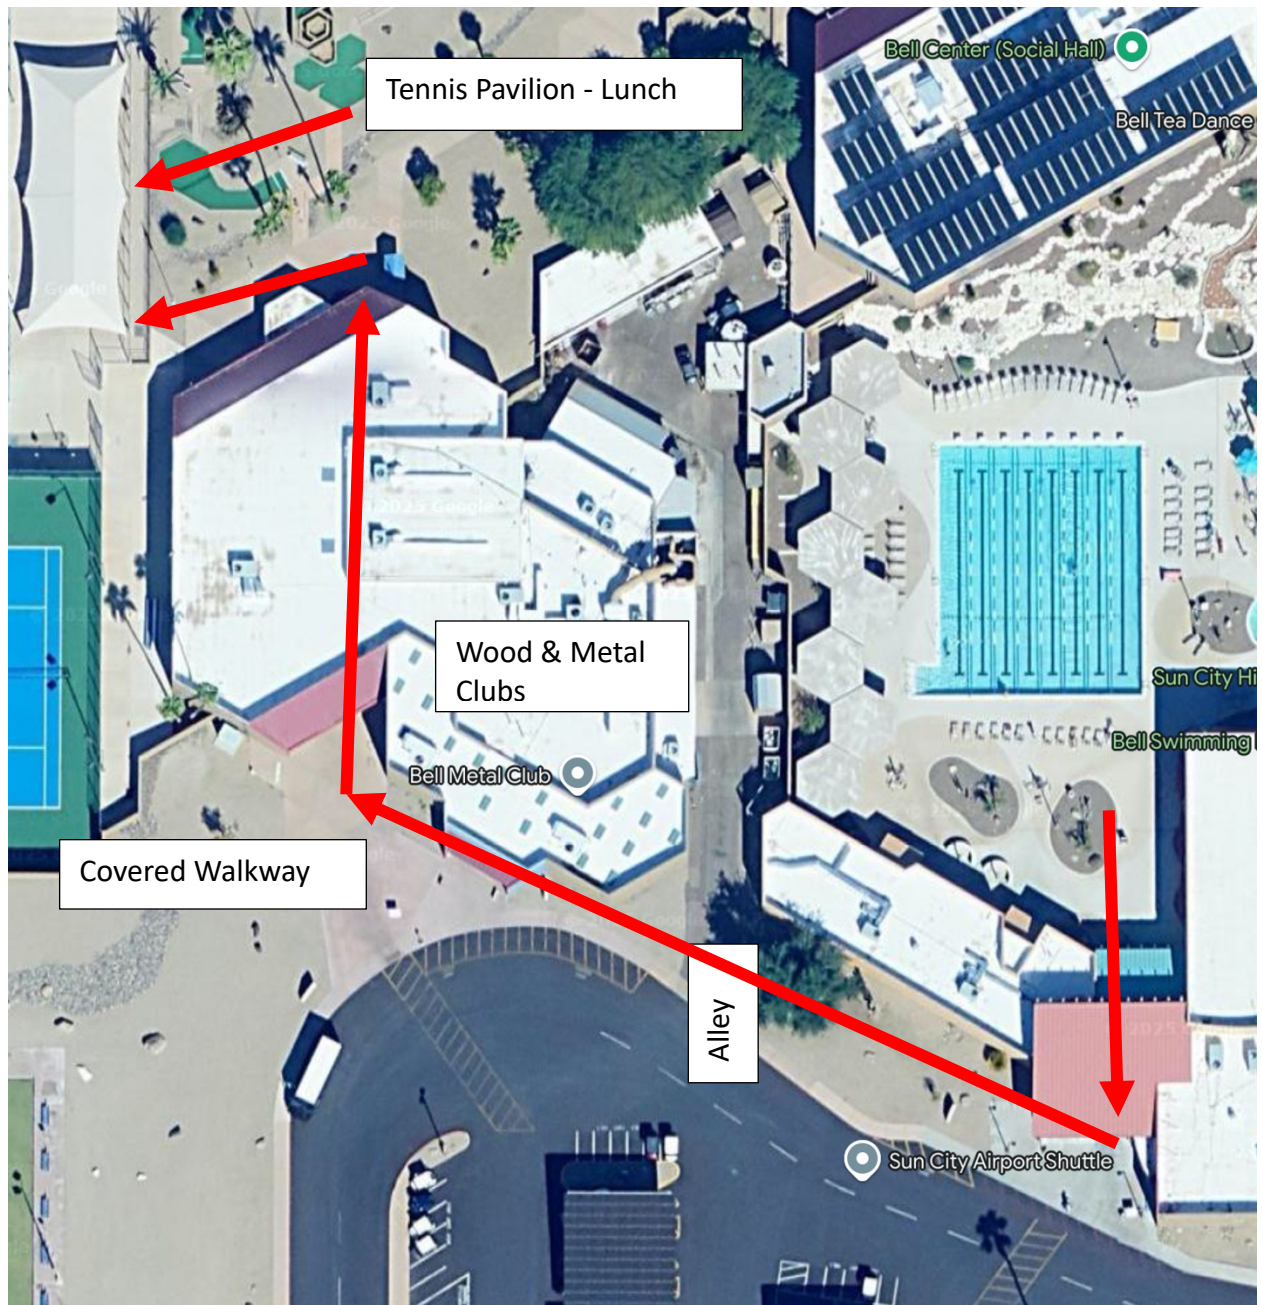 Bell Center (Social Hall)
Tennis Pavilion - Lunch
Bell Tea Dance
Wood & Metal
Clubs
Sun City Hi
Bell Swimming
Bell Metal Club
Covered Walkway
Alley
Sun City Airport Shuttle